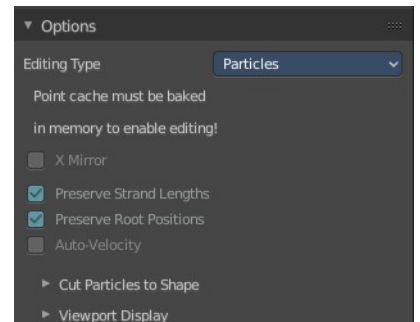 Options
Editing Type Particles
Point cache must be baked
in memory to enable editing!
X Mirror
Preserve Strand Lengths
Preserve Root Positions
Auto-Velocity
Cut Particles to Shape
Viewport Display